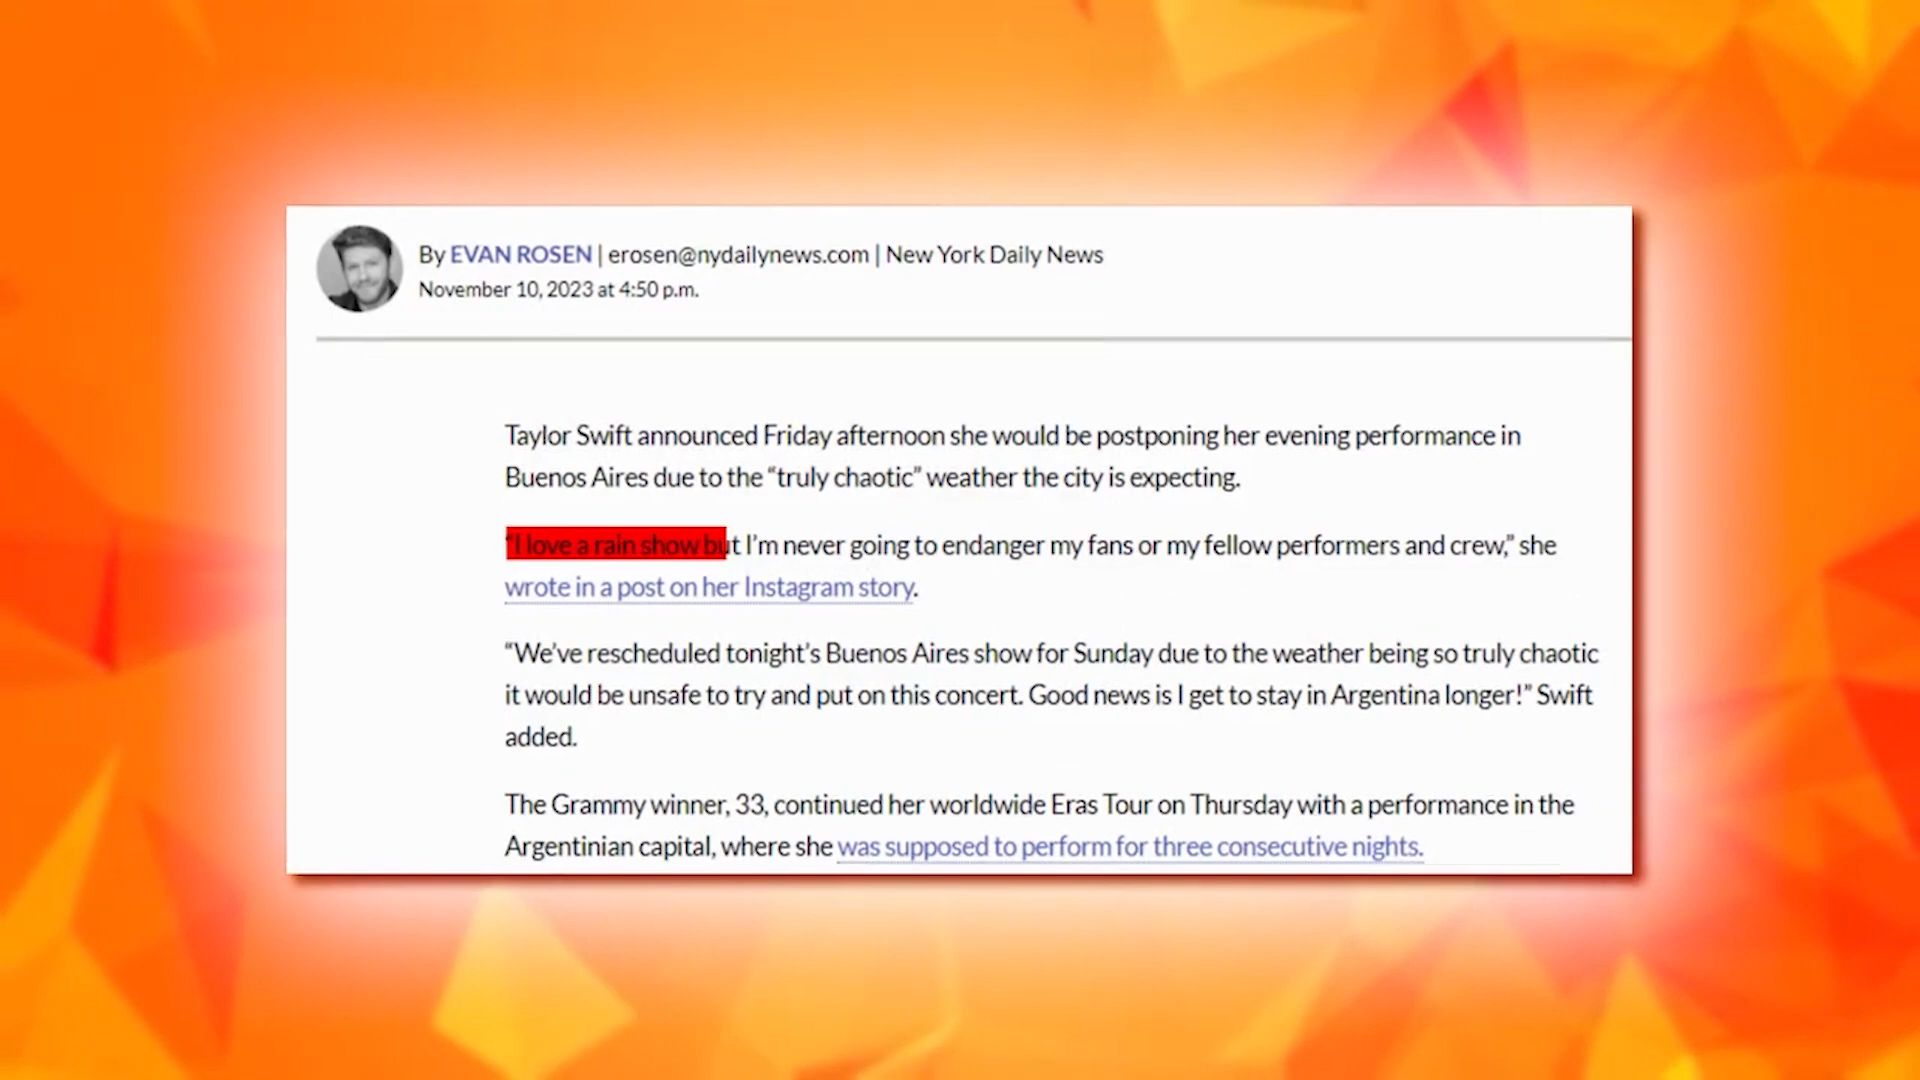 By EVAN ROSEN | erosen@nydailynews.com | New York Daily News
November 10, 2023 at 4:50 p.m.
Taylor Swift announced Friday afternoon she would be postponing her evening performance in
Buenos Aires due to the “truly chaotic” weather the city is expecting.
“I love a rain show but I’m never going to endanger my fans or my fellow performers and crew,” she
wrote in a post on her Instagram story.
“We’ve rescheduled tonight’s Buenos Aires show for Sunday due to the weather being so truly chaotic
it would be unsafe to try and put on this concert. Good news is I get to stay in Argentina longer!” Swift
added.
The Grammy winner, 33, continued her worldwide Eras Tour on Thursday with a performance in the
Argentinian capital, where she was supposed to perform for three consecutive nights.